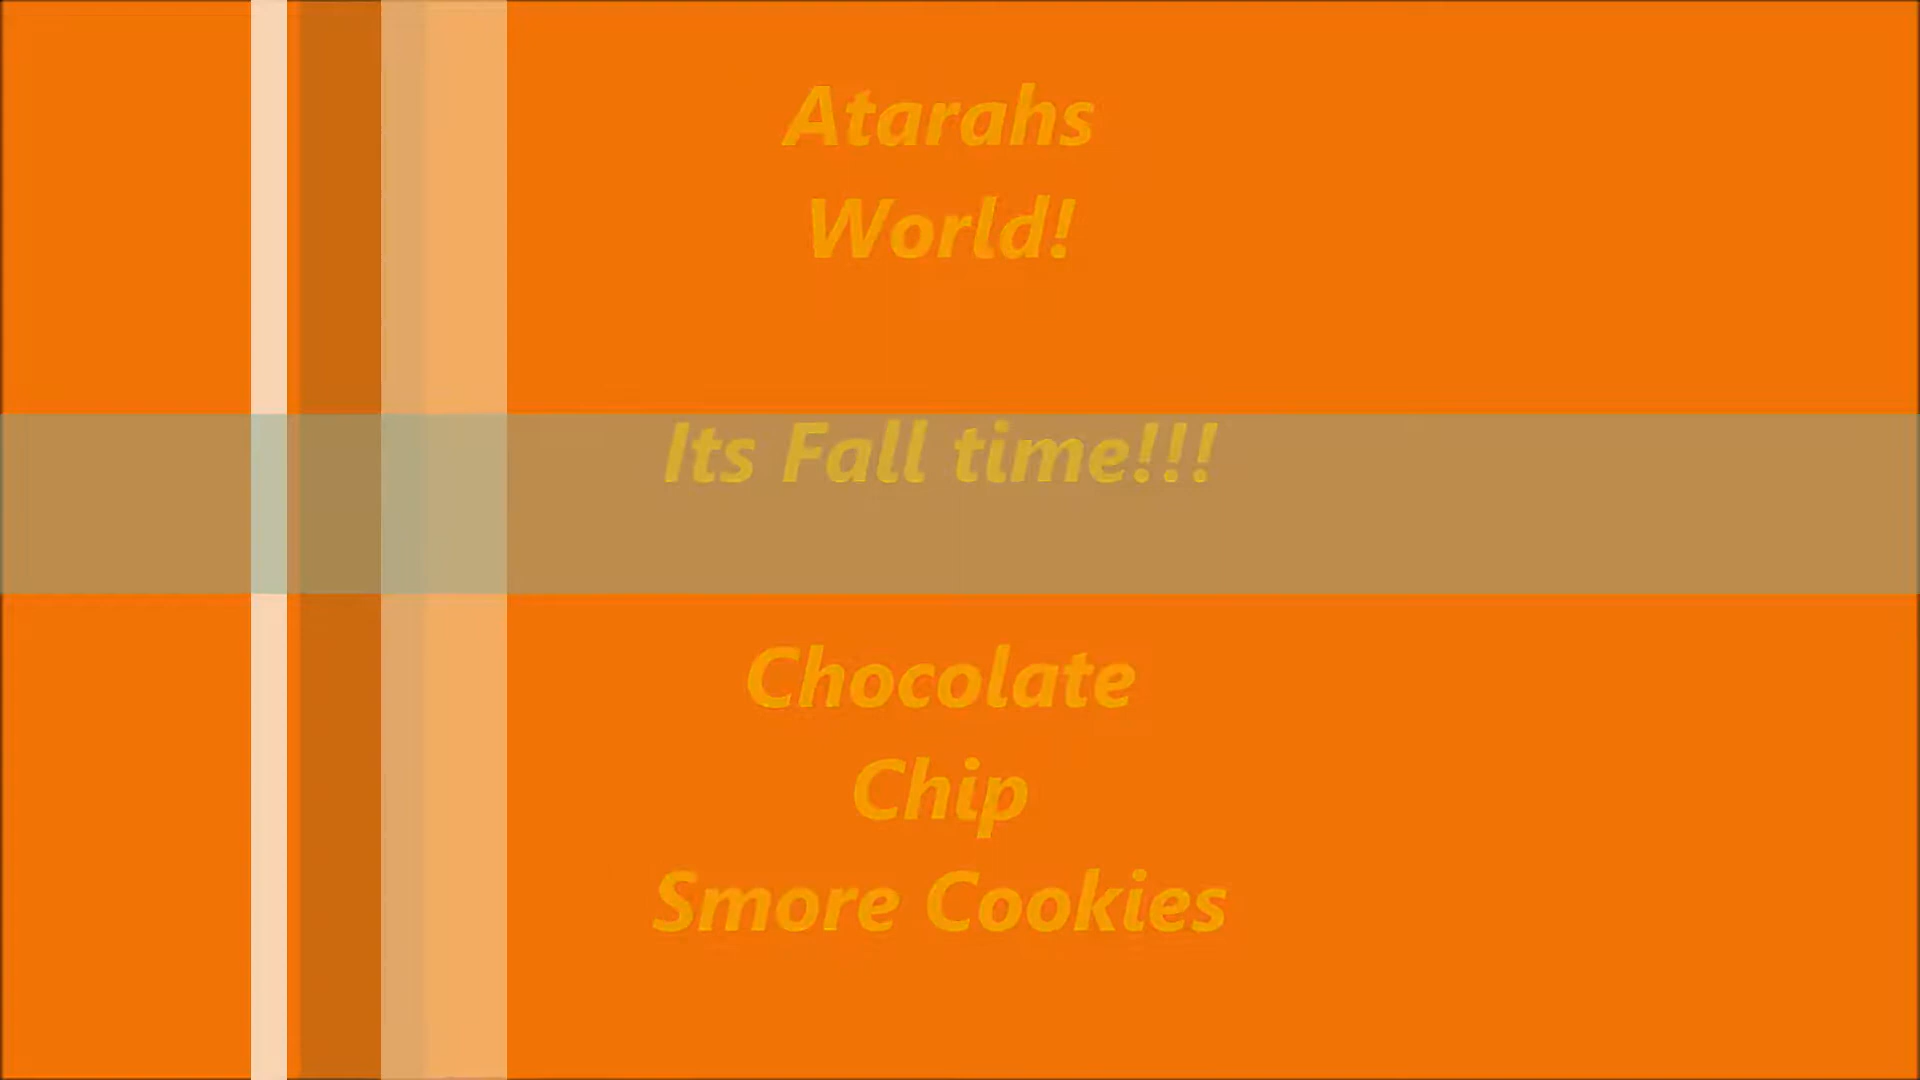 Atarahs
World!
Its Fall time!!!
Chocolate
Chip
Smore Cookies